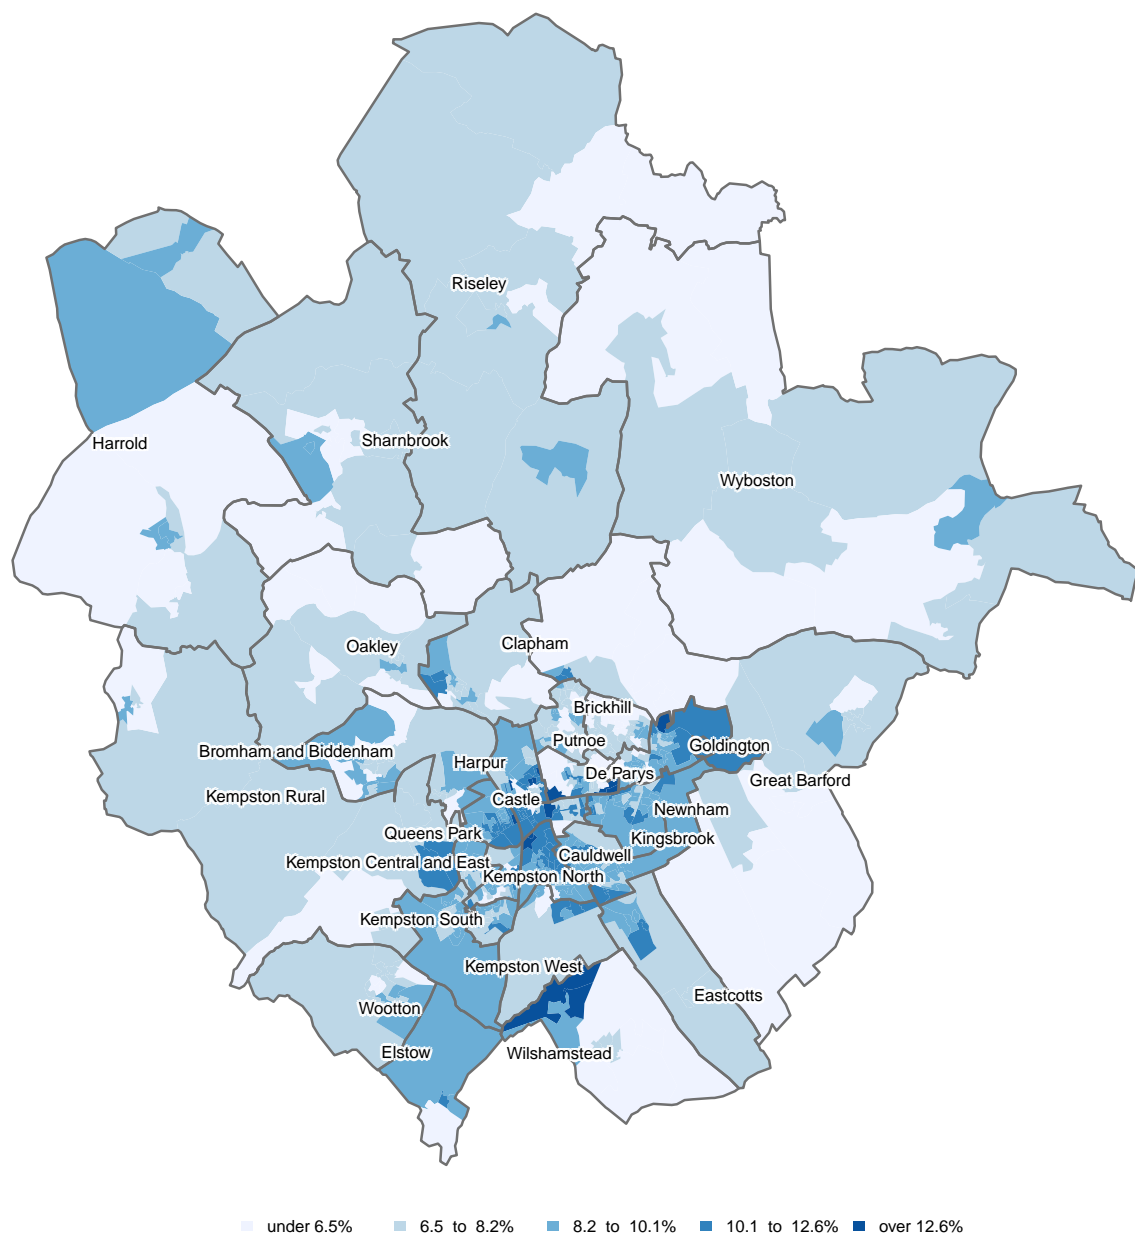 Riseley
Harrold
Sharnbrook
Wyboston
Oakley
Clapham
Brickhill
Putnoe
Goldington
Bromham and Biddenham
Harpur
De Parys
Great Barford
Kempston Rural
Castle
Newnham
Queens Park
Kingsbrook
Kempston Central and East
Cauldwell
Kempston North
Kempston South
Kempston West
Eastcotts
Wootton
Elstow
Wilshamstead
under 6.5% 6.5 to 8.2% 8.2 to 10.1% 10.1 to 12.6% over 12.6%